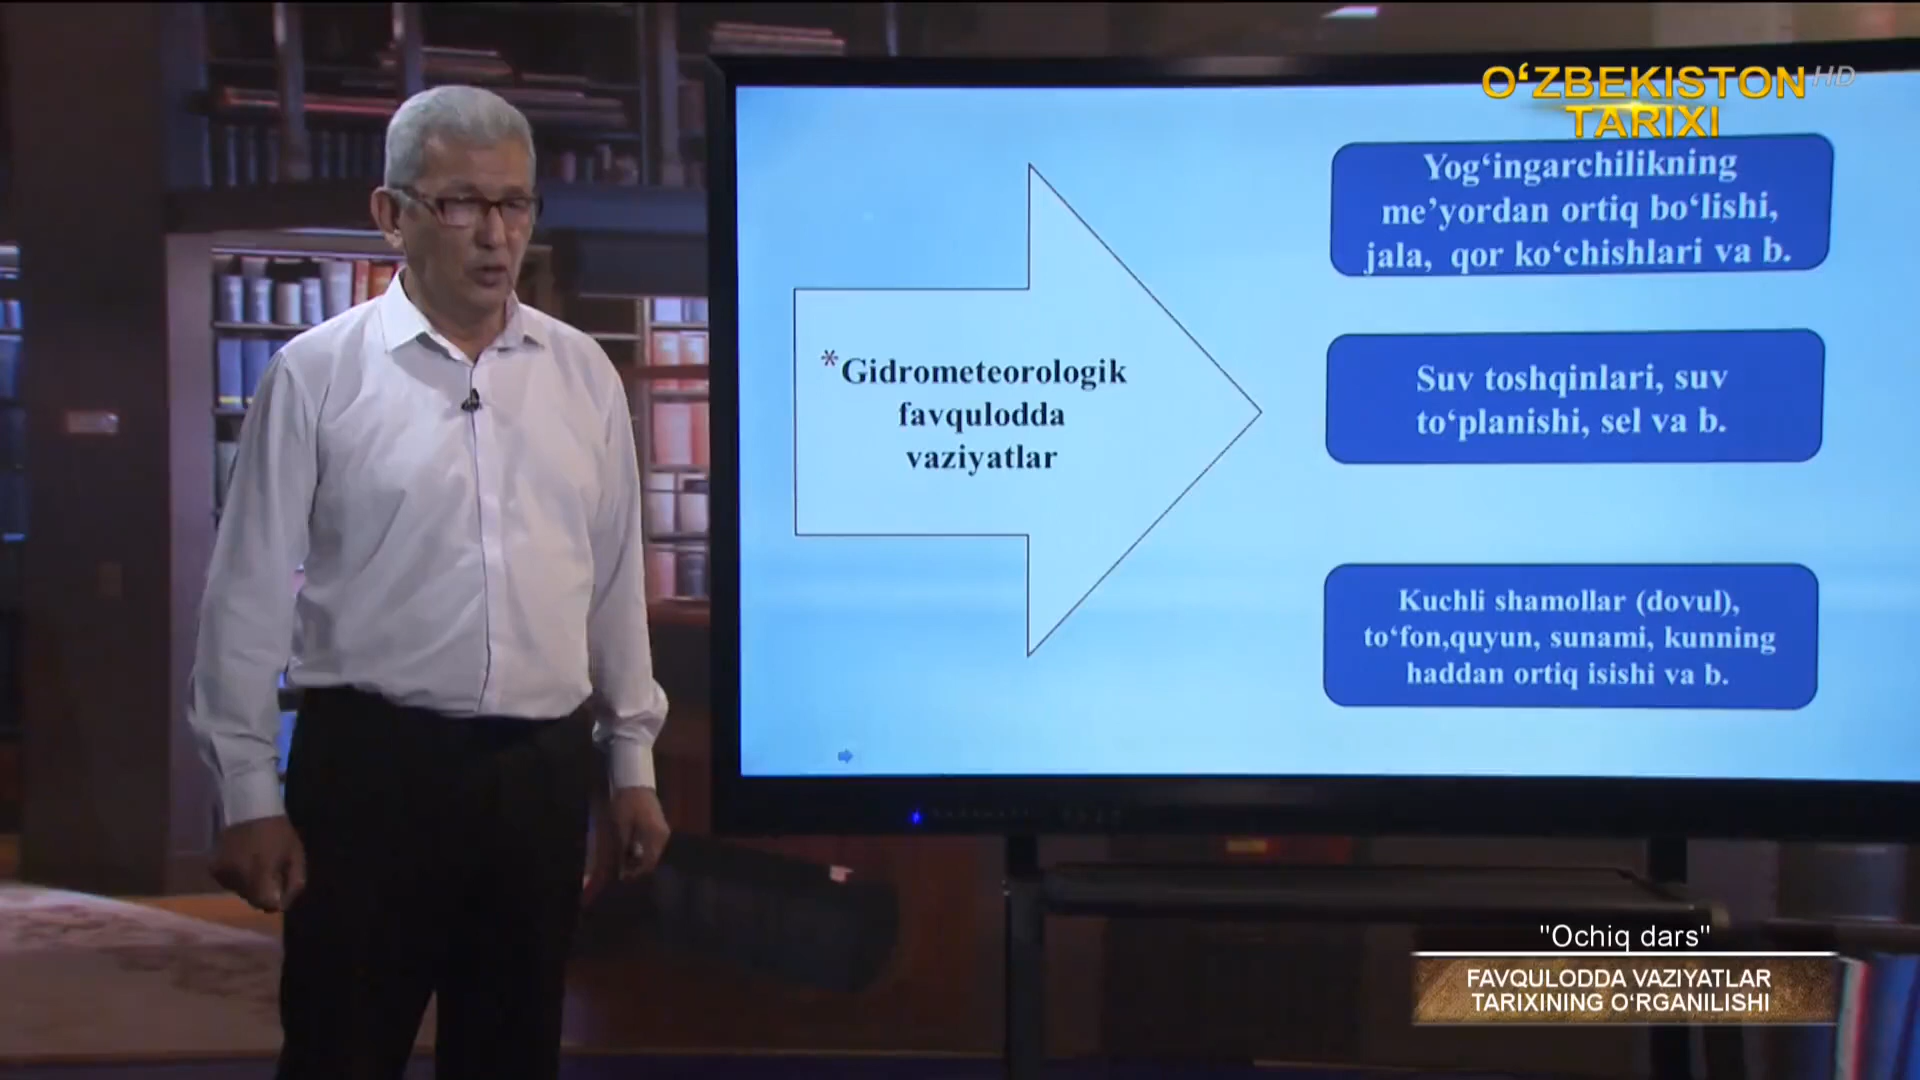 O‘ZBEKISTON HD
TARIXI
Yog‘ingarchilikning
me’yordan ortiq bo‘lishi,
jala, qor ko‘chishlari va b.
*Gidrometeorologik
favqulodda
vaziyatlar
Suv toshqinlari, suv
to‘planishi, sel va b.
Kuchli shamollar (dovul),
to‘fon,quyun, sunami, kunning
haddan ortiq isishi va b.
"Ochiq dars"
FAVQULODDA VAZIYATLAR
TARIXINING O‘RGANILISHI